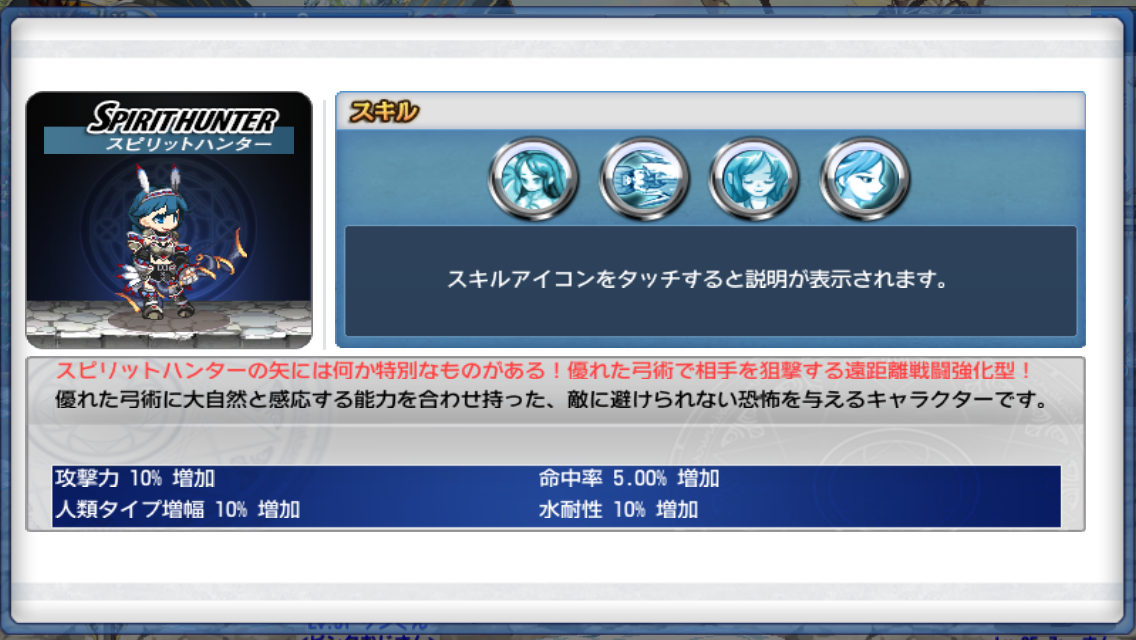 SPIRITHUNTER
スピリットハンター
スキル
スキルアイコンをタッチすると説明が表示されます。
スピリットハンターの矢には何か特別なものがある！優れた弓術で相手を狙撃する遠距離戦闘強化型！
優れた弓術に大自然と感応する能力を合わせ持った、敵に避けられない恐怖を与えるキャラクターです。
攻撃力 10% 増加
命中率 5.00% 増加
人類タイプ増幅 10% 増加
水耐性 10% 増加